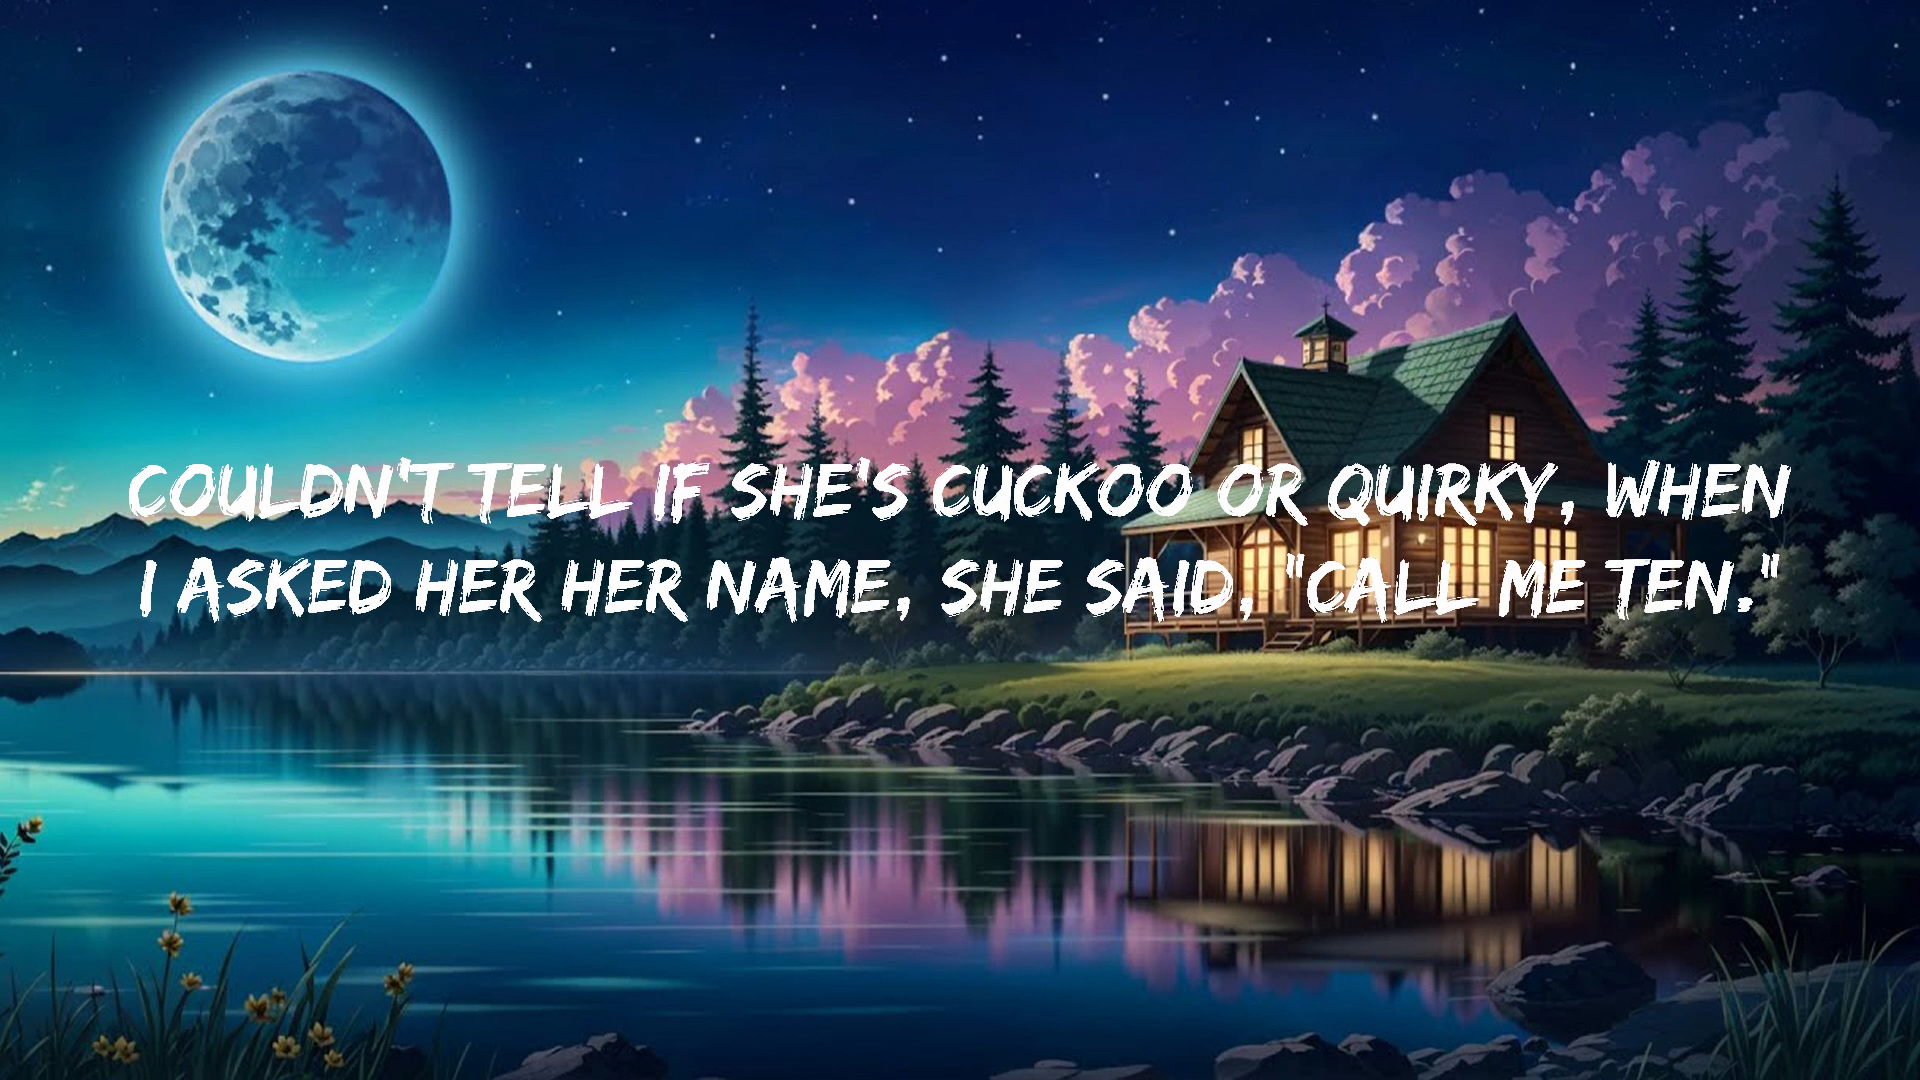 COULDN'T TELL IF SHE'S CUCKOO OR QUIRKY, WHEN
I ASKED HER HER NAME, SHE SAID, "CALL ME TEN."